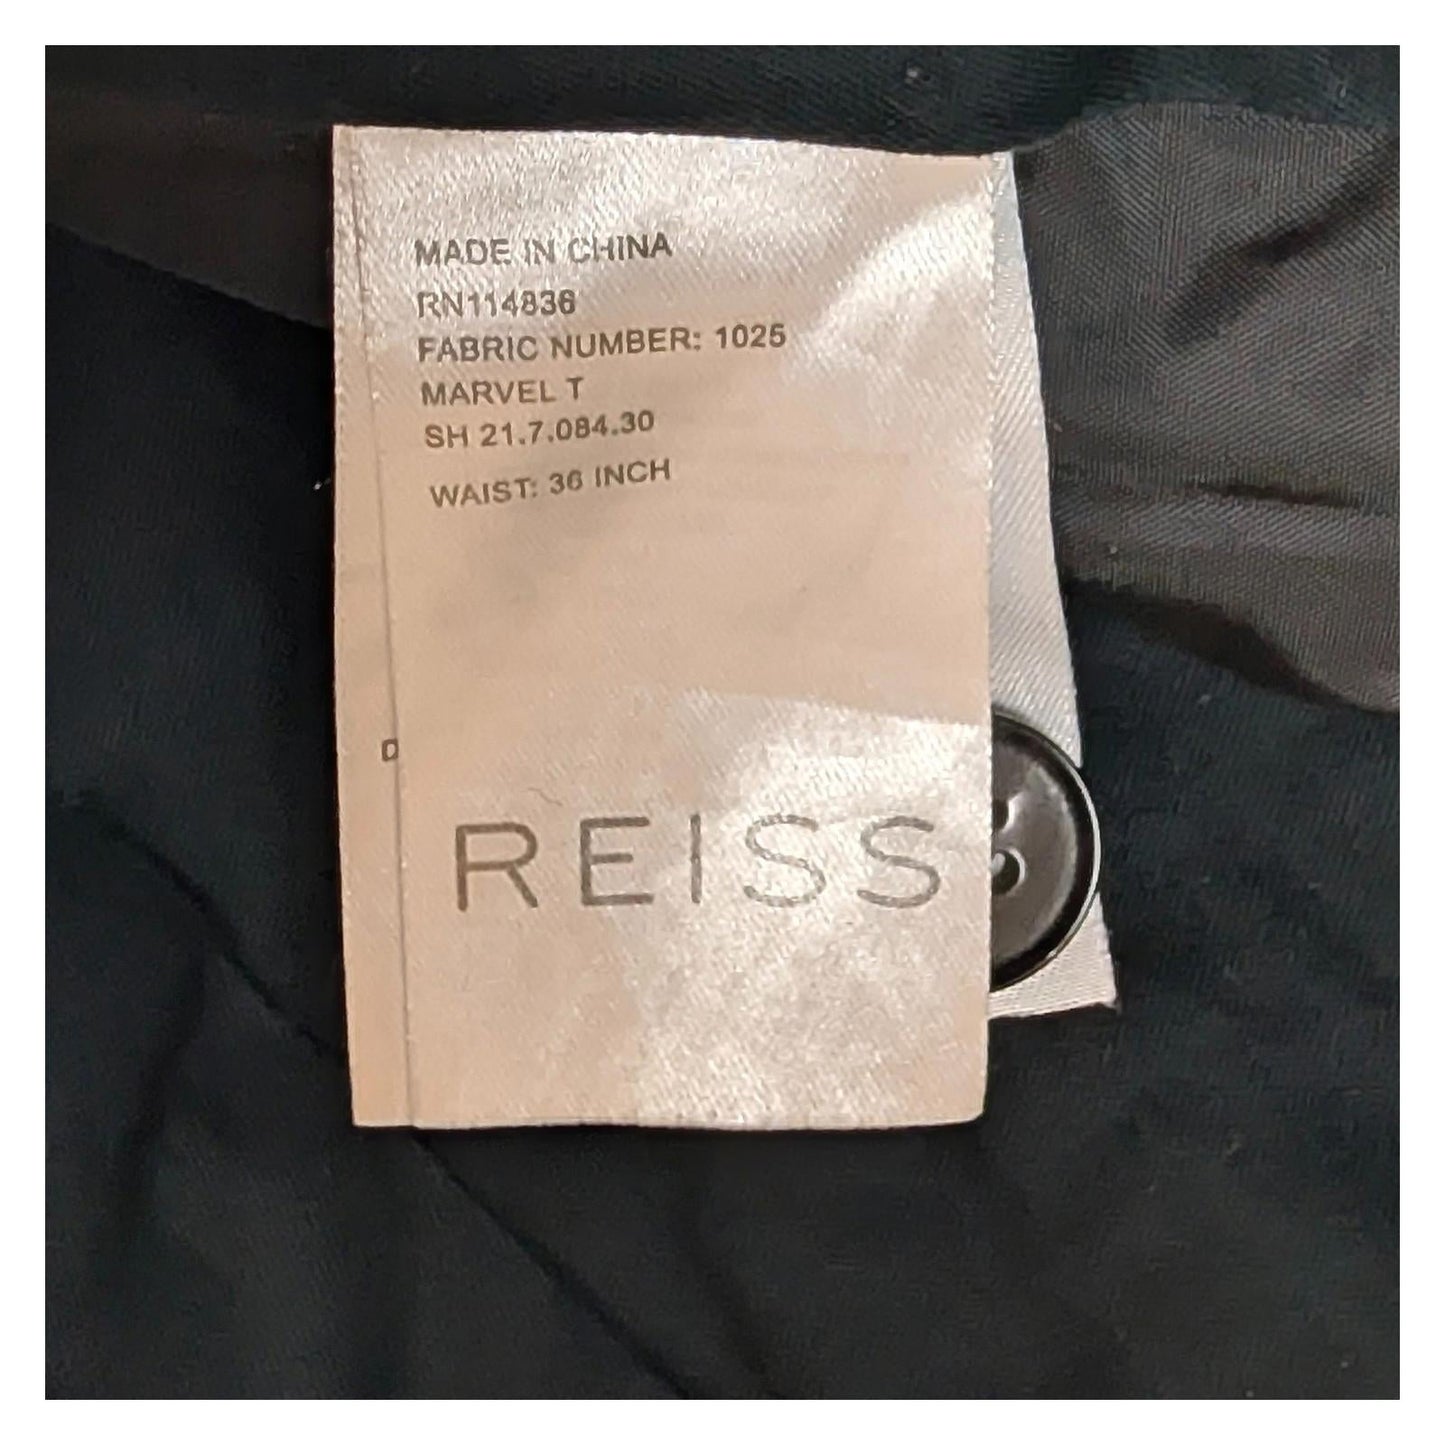 MADE IN CHINA
RN114836
FABRIC NUMBER: 1025
MARVEL T
SH 21.7.084.30
WAIST: 36 INCH
D
REISS